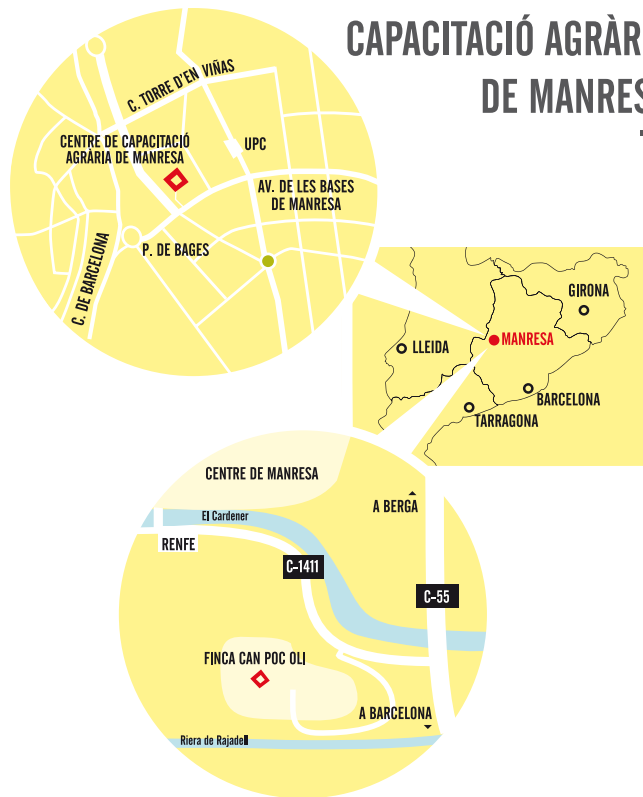 CAPACITACIÓ AGRÀR
DE MANRES
C. TORRE D'EN VIÑAS
CENTRE DE CAPACITACIÓ
AGRÀRIA DE MANRESA
UPC
AV. DE LES BASES
DE MANRESA
P. DE BAGES
C. DE BARCELONA
GIRONA
MANRESA
LLEIDA
BARCELONA
TARRAGONA
CENTRE DE MANRESA
A BERGA
El Cardener
RENFE
C-1411
C-55
FINCA CAN POC OLI
A BARCELONA
Riera de Rajadell